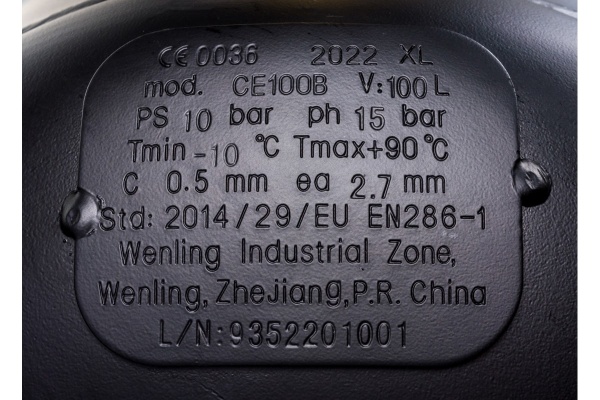 CE 0036 2022 XL
mod. CE100B V:100 L
PS 10 bar ph 15 bar
Tmin -10 °C Tmax+90°C
C 0.5 mm ea 2.7 mm
Std: 2014/29/EU EN286-1
Wenling Industrial Zone,
Wenling, ZheJiang,P.R. China
L/N:9352201001